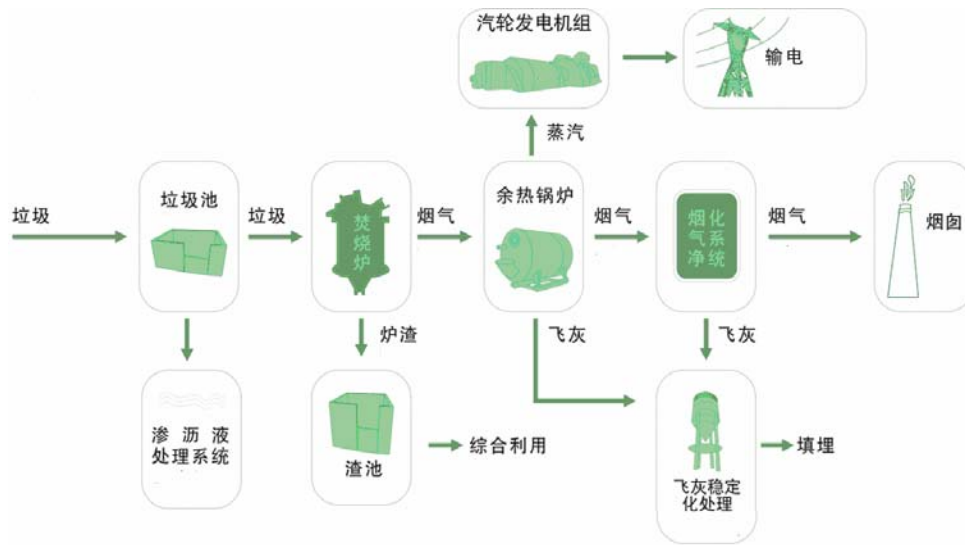 汽轮发电机组
输电
蒸汽
垃圾
垃圾池
垃圾
焚
烧
炉
烟气
余热锅炉
烟气
烟 化
气 系
净 统
烟气
烟囱
炉渣
飞灰
飞灰
渗 沥 液
处理系统
渣池
综合利用
飞灰稳定
化处理
填埋